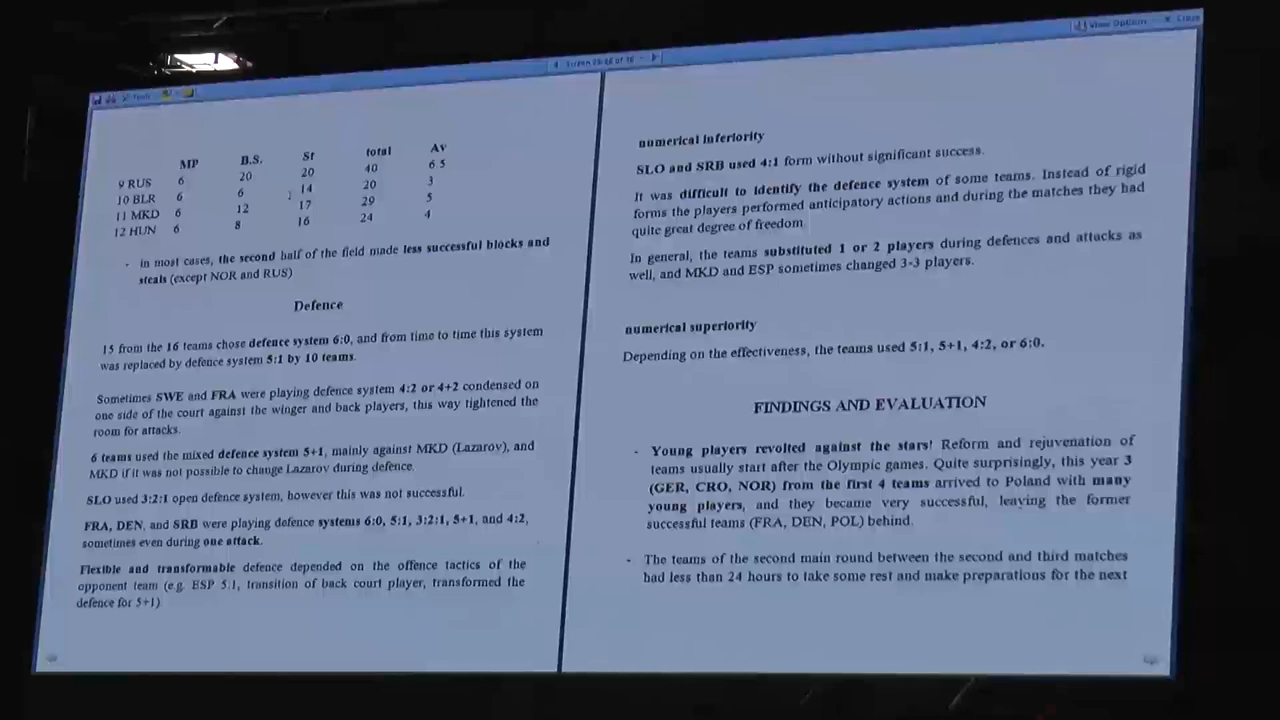 View Options Close
Tools
Screen 15-16 of 16
MP B.S. St total Av
9 RUS 6 20 20 40 6 5
10 BLR 6 6 14 20 3
11 MKD 6 12 17 29 5
12 HUN 6 8 16 24 4
- in most cases, the second half of the field made less successful blocks and
steals (except NOR and RUS)
Defence
15 from the 16 teams chose defence system 6:0, and from time to time this system
was replaced by defence system 5:1 by 10 teams.
Sometimes SWE and FRA were playing defence system 4:2 or 4+2 condensed on
one side of the court against the winger and back players, this way tightened the
room for attacks.
6 teams used the mixed defence system 5+1, mainly against MKD (Lazarov), and
MKD if it was not possible to change Lazarov during defence.
SLO used 3:2:1 open defence system, however this was not successful.
FRA, DEN, and SRB were playing defence systems 6:0, 5:1, 3:2:1, 5+1, and 4:2,
sometimes even during one attack.
Flexible and transformable defence depended on the offence tactics of the
opponent team (e.g. ESP 5:1, transition of back court player, transformed the
defence for 5+1)
numerical inferiority
SLO and SRB used 4:1 form without significant success.
It was difficult to identify the defence system of some teams. Instead of rigid
forms the players performed anticipatory actions and during the matches they had
quite great degree of freedom.
In general, the teams substituted 1 or 2 players during defences and attacks as
well, and MKD and ESP sometimes changed 3-3 players.
numerical superiority
Depending on the effectiveness, the teams used 5:1, 5+1, 4:2, or 6:0.
FINDINGS AND EVALUATION
- Young players revolted against the stars! Reform and rejuvenation of
teams usually start after the Olympic games. Quite surprisingly, this year 3
(GER, CRO, NOR) from the first 4 teams arrived to Poland with many
young players, and they became very successful, leaving the former
successful teams (FRA, DEN, POL) behind.
- The teams of the second main round between the second and third matches
had less than 24 hours to take some rest and make preparations for the next